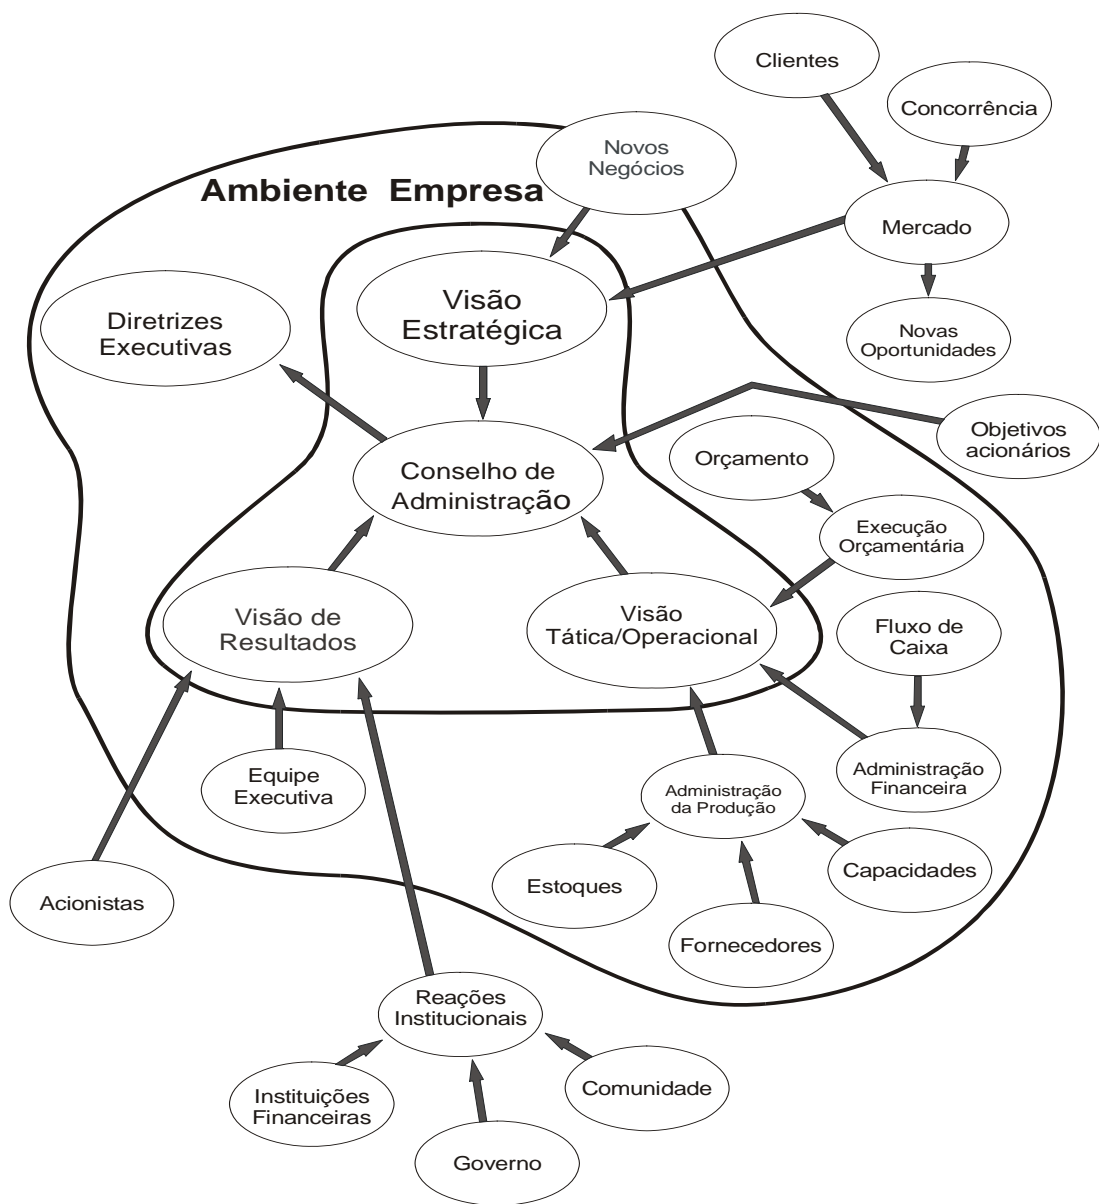 Clientes
Concorrência
Novos
Negócios
Ambiente Empresa
Mercado
Visão
Estratégica
Diretrizes
Executivas
Novas
Oportunidades
Objetivos
acionários
Orçamento
Conselho de
Administração
Execução
Orçamentária
Visão de
Resultados
Visão
Tática/Operacional
Fluxo de
Caixa
Equipe
Executiva
Administração
da Produção
Administração
Financeira
Estoques
Capacidades
Acionistas
Fornecedores
Reações
Institucionais
Instituições
Financeiras
Comunidade
Governo